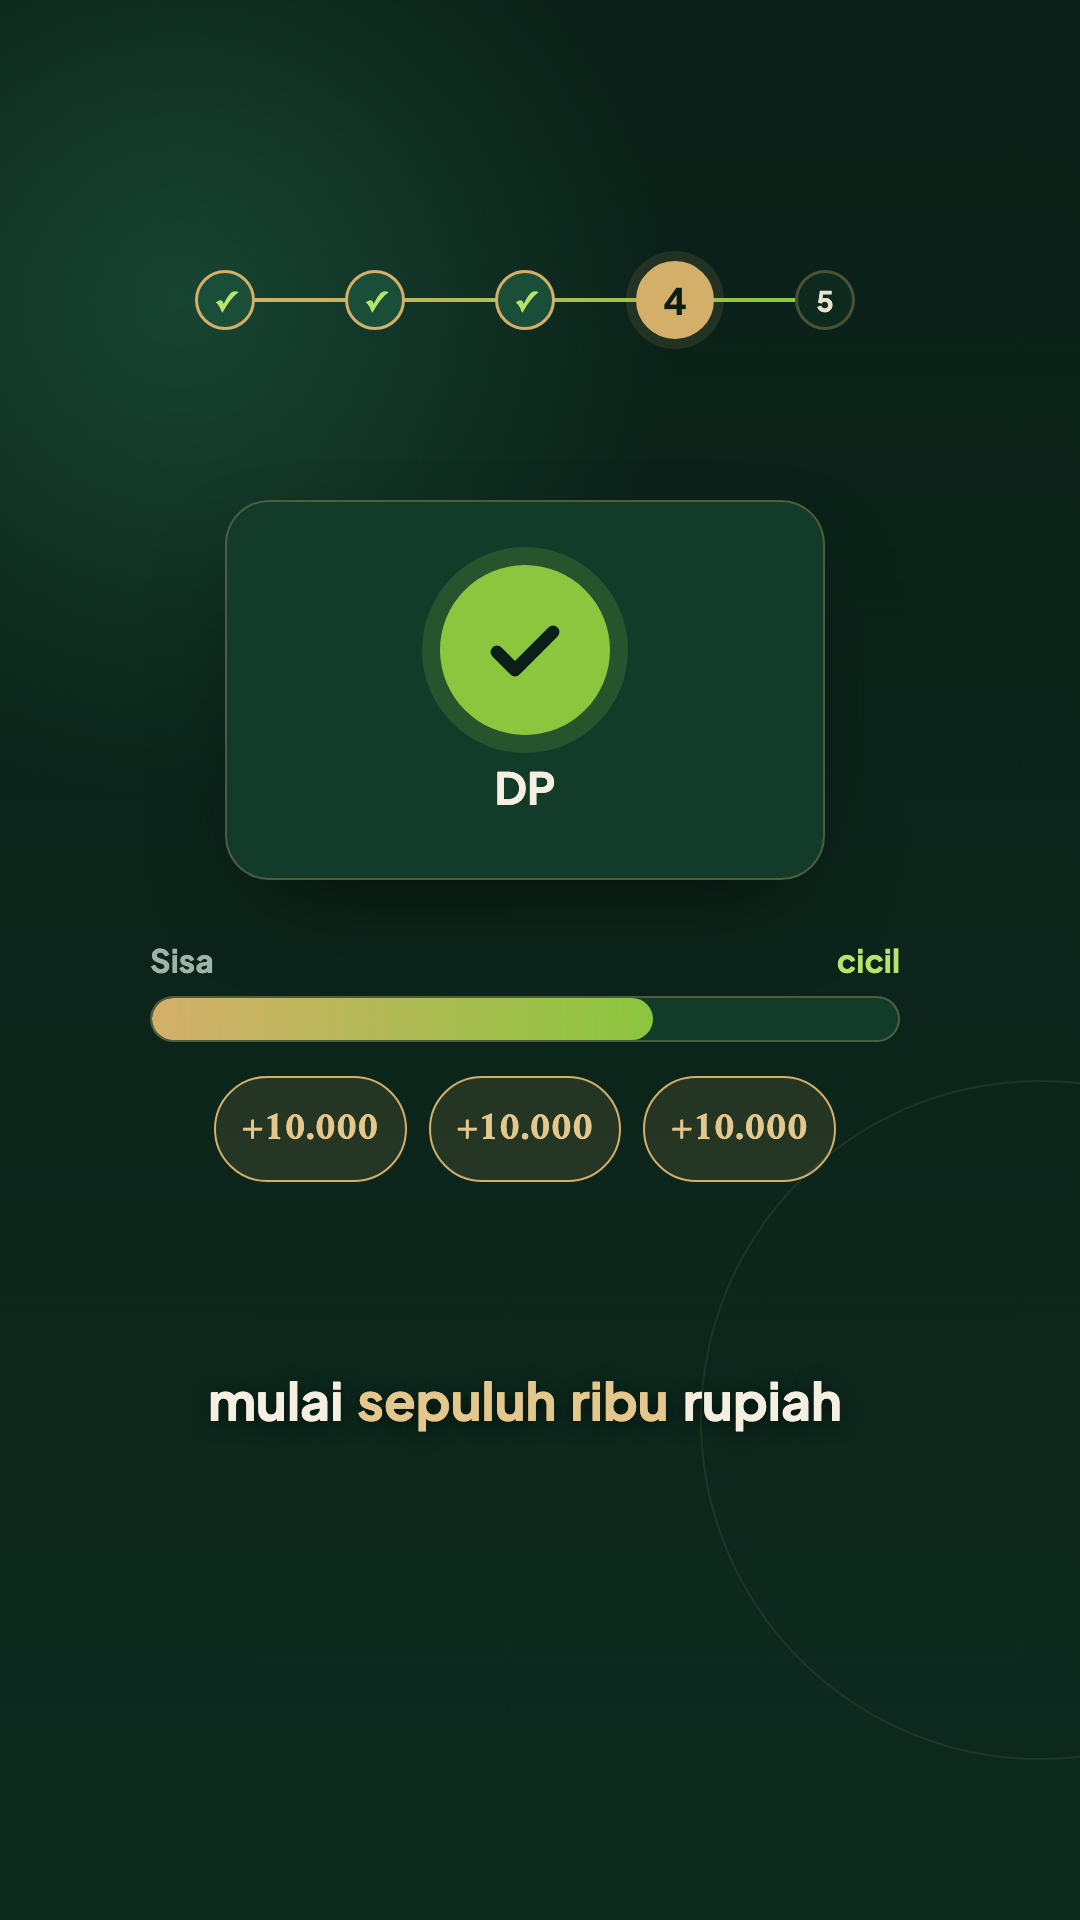 ✓ ✓ ✓ 4 5
DP
Sisa cicil
+10.000 +10.000 +10.000
mulai sepuluh ribu rupiah